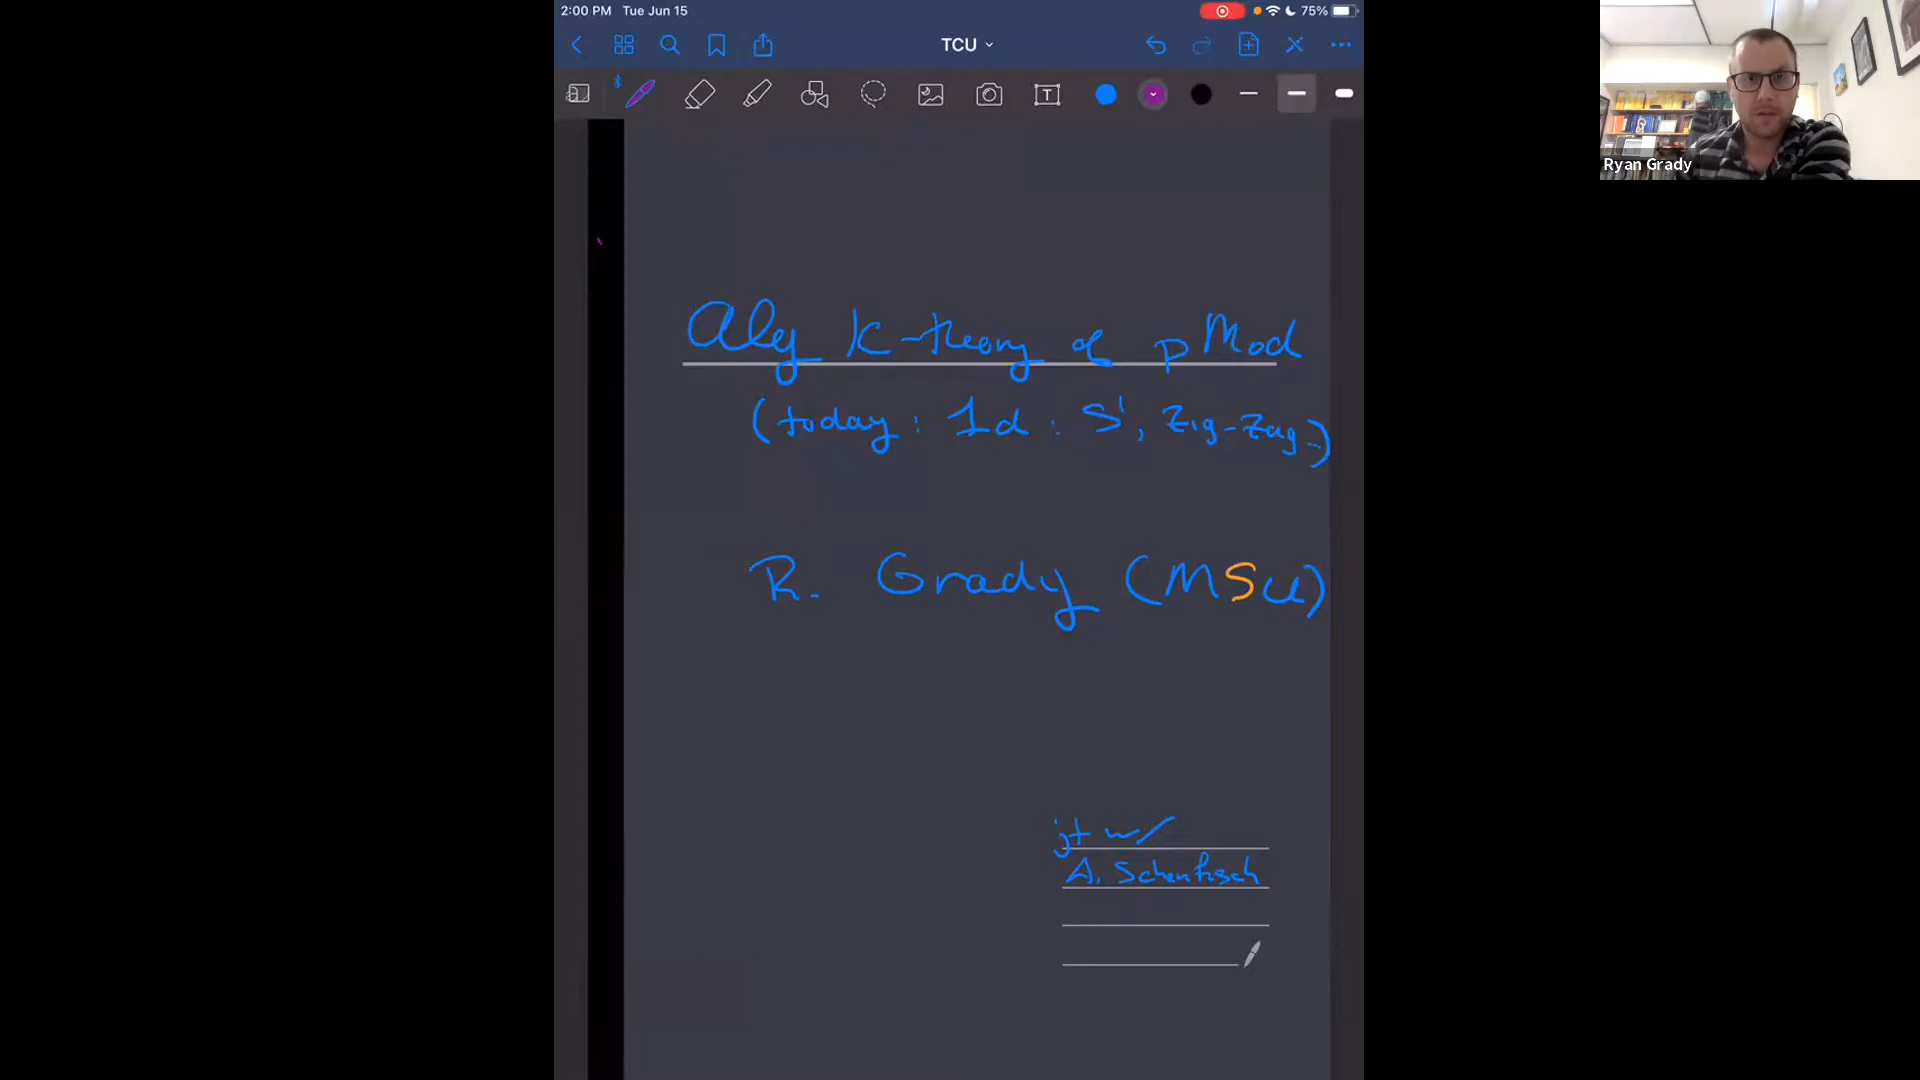 2:00 PM Tue Jun 15
75%
TCU
T
Ryan Grady
Alg K-theory of pMod
(today: 1d: S¹, Zig-Zag-)
R. Grady (MSU)
jt w/
A. Schenfisch